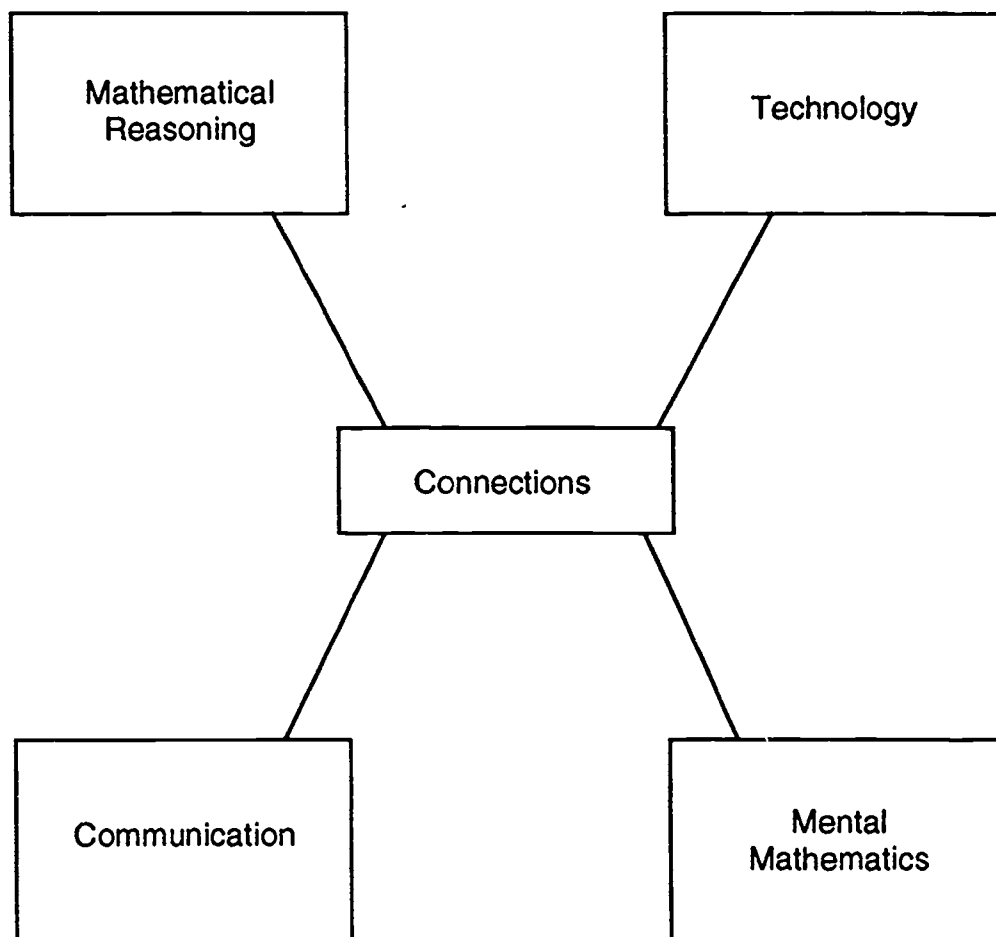 Mathematical
Reasoning
Technology
Connections
Communication
Mental
Mathematics